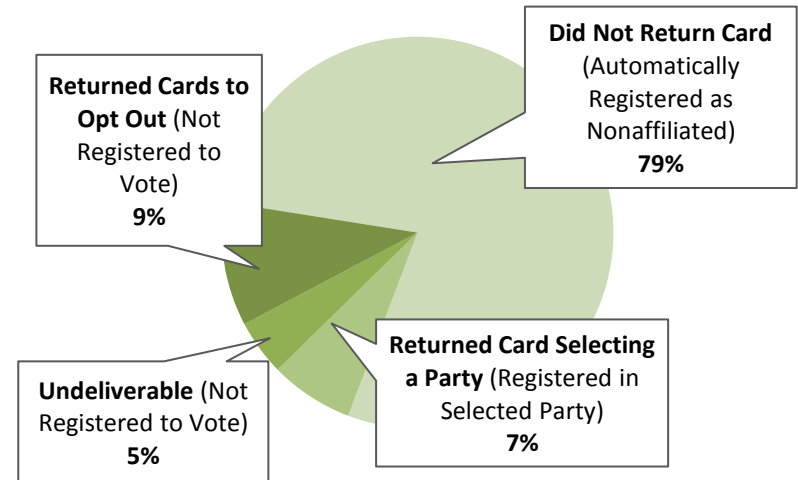 Did Not Return Card
(Automatically
Registered as
Nonaffiliated)
79%
Returned Cards to
Opt Out (Not
Registered to
Vote)
9%
Returned Card Selecting
a Party (Registered in
Selected Party)
7%
Undeliverable (Not
Registered to Vote)
5%